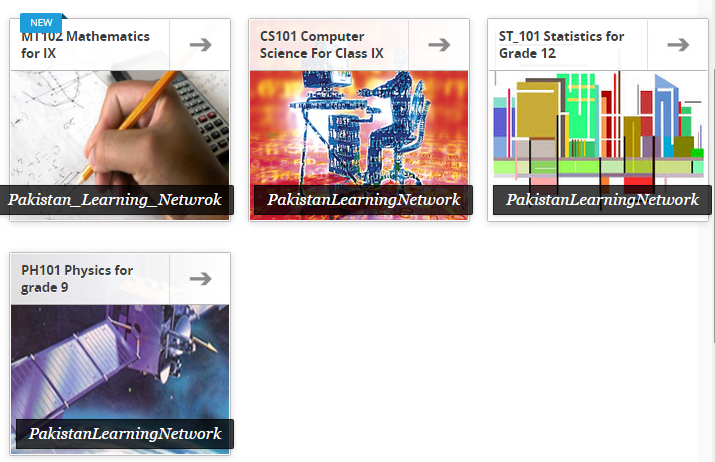 NEW
MT102 Mathematics
for IX
Pakistan_Learning_Netwrok
CS101 Computer
Science For Class IX
PakistanLearningNetwork
ST_101 Statistics for
Grade 12
PakistanLearningNetwork
PH101 Physics for
grade 9
PakistanLearningNetwork